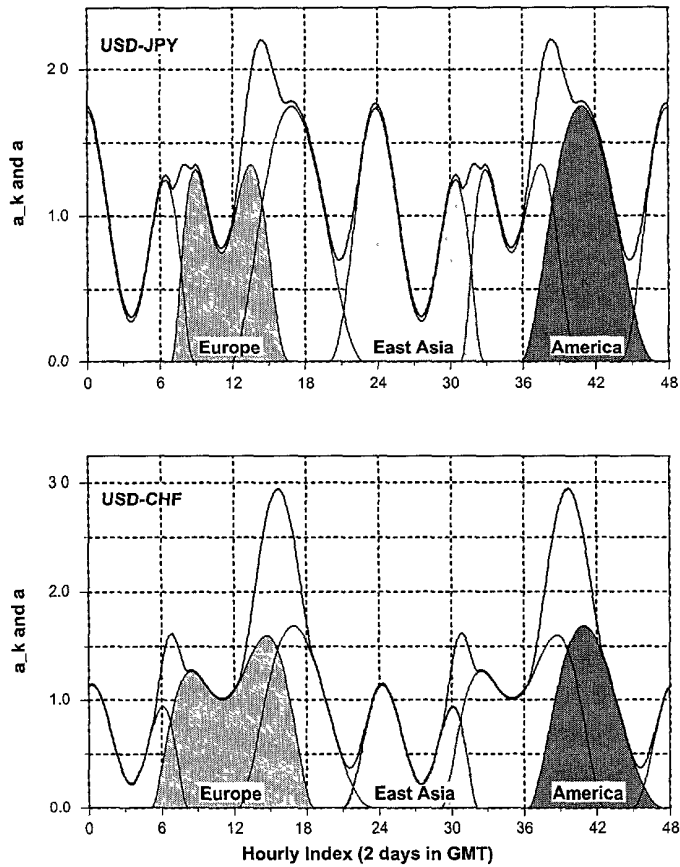 USD-JPY
a_k and a
2 0
1.0
0.0
Europe
East Asia
America
0 6 12 18 24 30 36 42 48
USD-CHF
a_k and a
3 0
2.0
1.0
0.0
Europe
East Asia
America
0 6 12 18 24 30 36 42 48
Hourly Index (2 days in GMT)